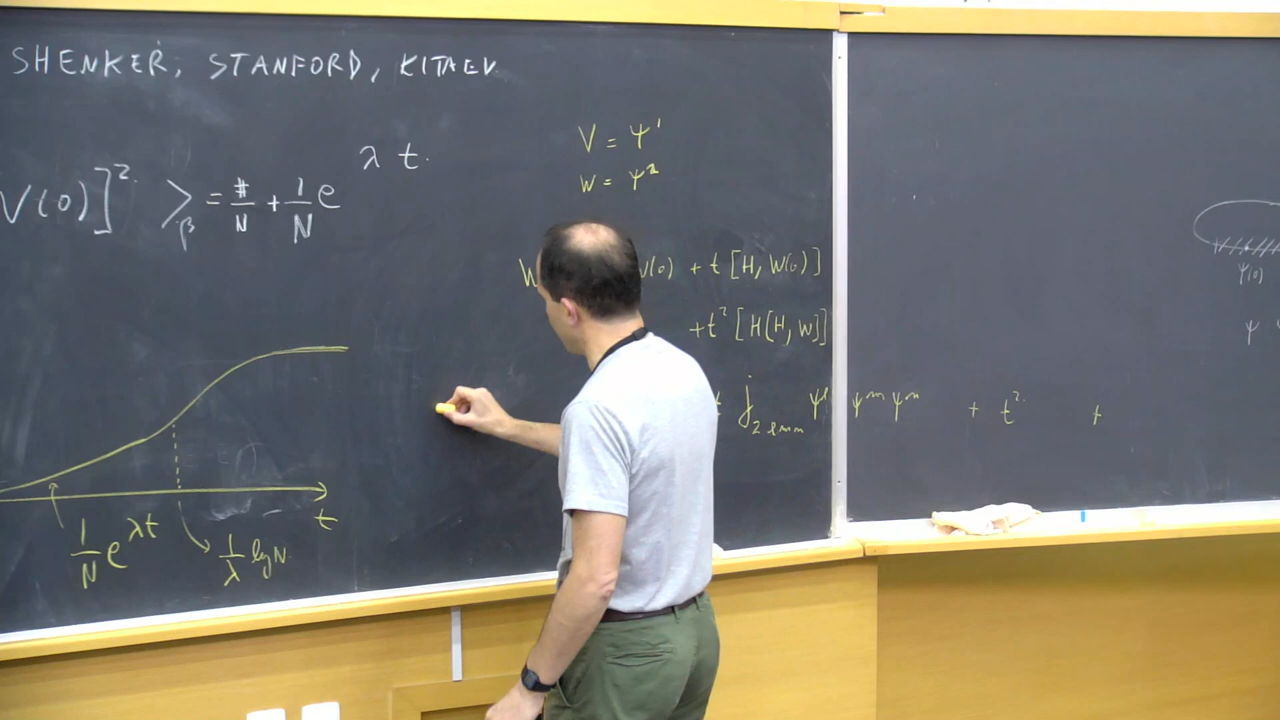 SHENKER, STANFORD, KITAEV
V(0)]² >_β = #/N + 1/N e^{λ t}.
1/N e^{λt}
1/λ log N
t
V = ψ¹
W = ψ²
W(0) + t [H, W(0)]
+ t² [H[H, W]]
t j_{2lmn} ψ^l ψ^m ψ^n + t² +
ψ(0)
ψ